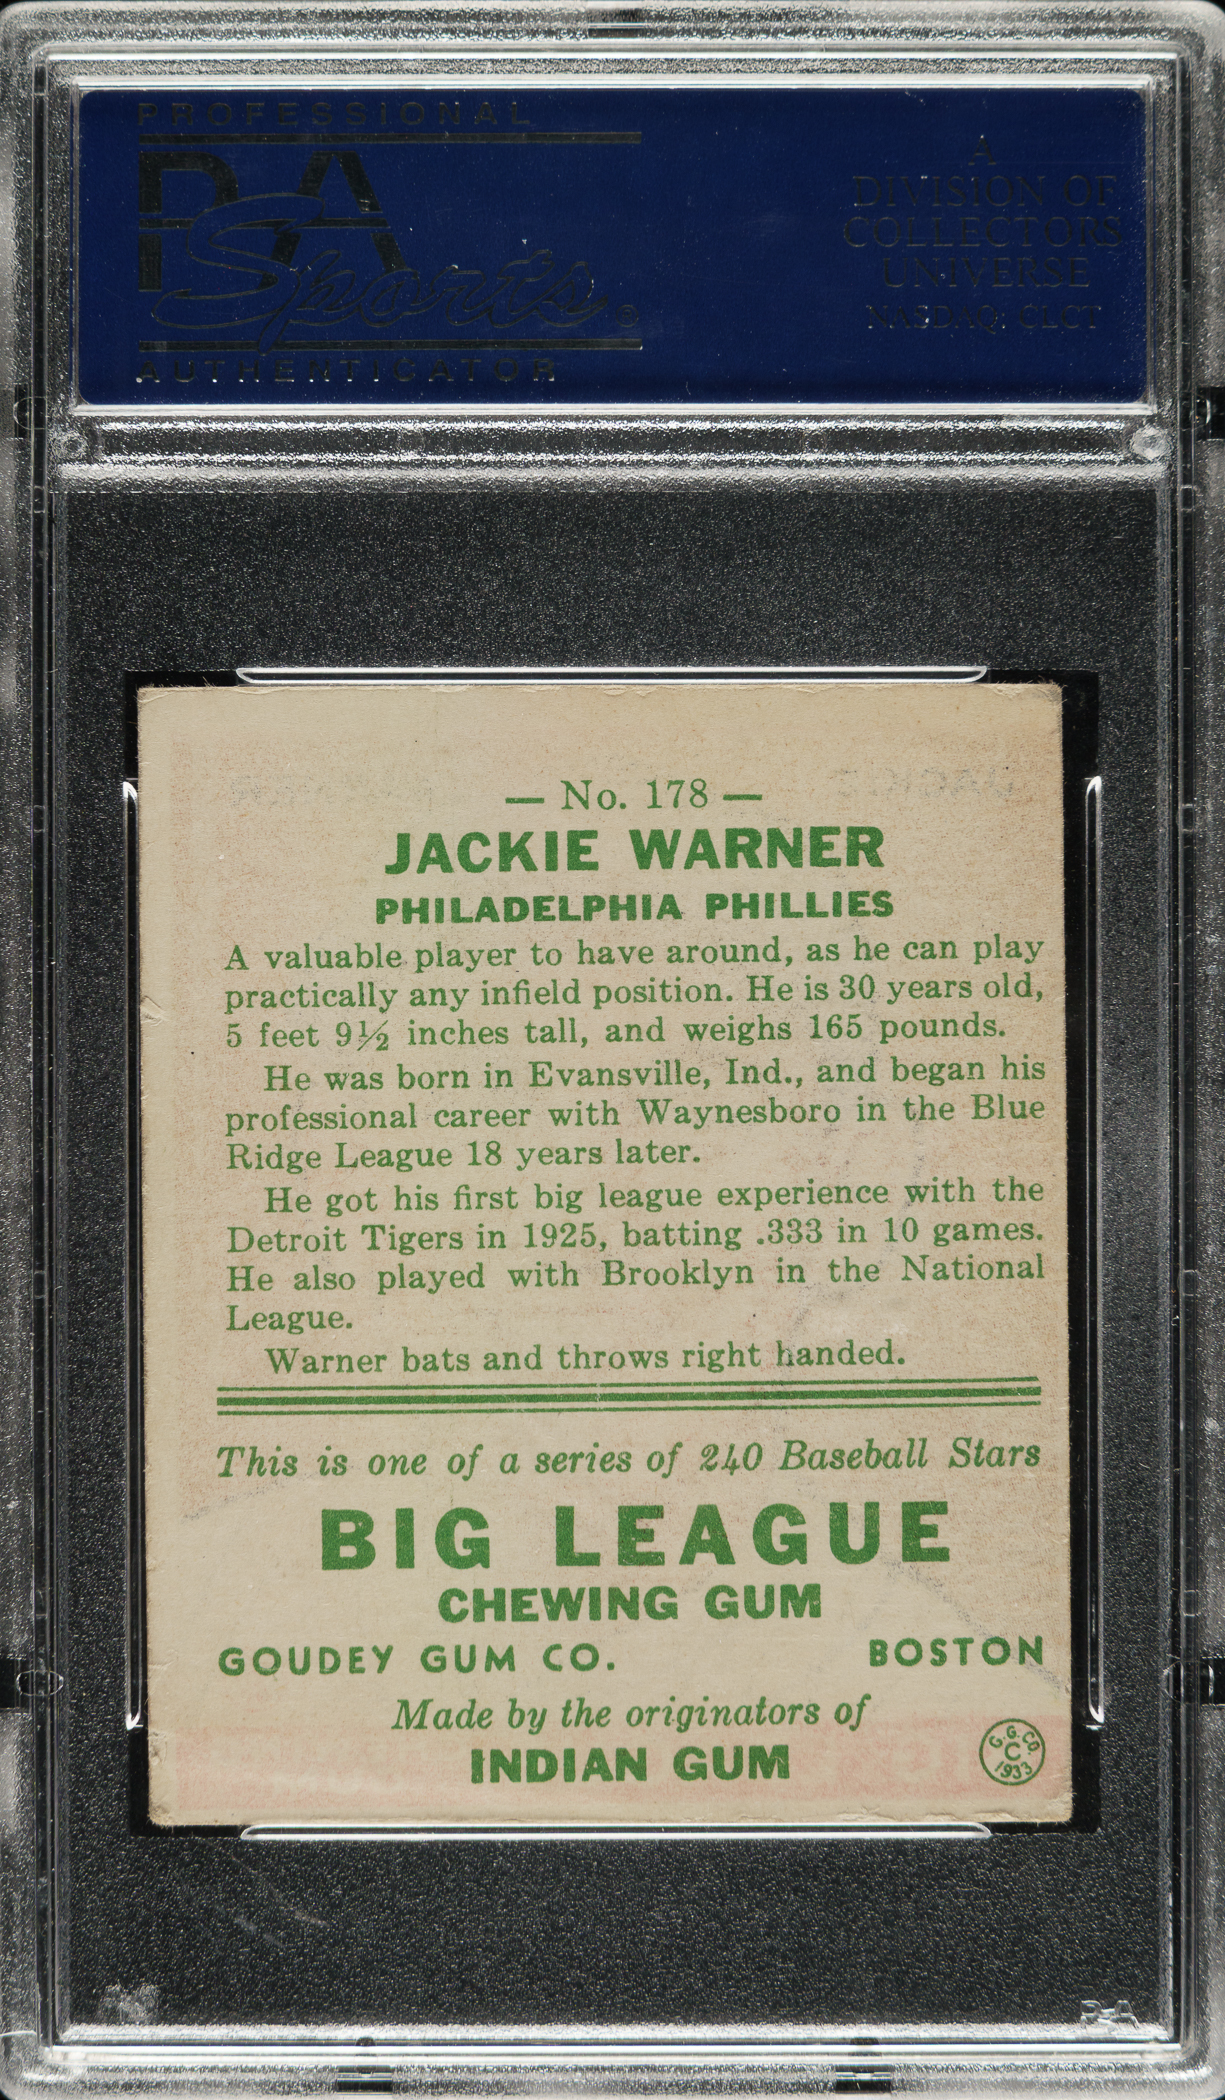 PROFESSIONAL
PSA
Sports®
AUTHENTICATOR
A
DIVISION OF
COLLECTORS
UNIVERSE
NASDAQ: CLCT
— No. 178 —
JACKIE WARNER
PHILADELPHIA PHILLIES
A valuable player to have around, as he can play
practically any infield position. He is 30 years old,
5 feet 9½ inches tall, and weighs 165 pounds.
He was born in Evansville, Ind., and began his
professional career with Waynesboro in the Blue
Ridge League 18 years later.
He got his first big league experience with the
Detroit Tigers in 1925, batting .333 in 10 games.
He also played with Brooklyn in the National
League.
Warner bats and throws right handed.
This is one of a series of 240 Baseball Stars
BIG LEAGUE
CHEWING GUM
GOUDEY GUM CO. BOSTON
Made by the originators of
INDIAN GUM
G. G. CO.
C
1933
PSA